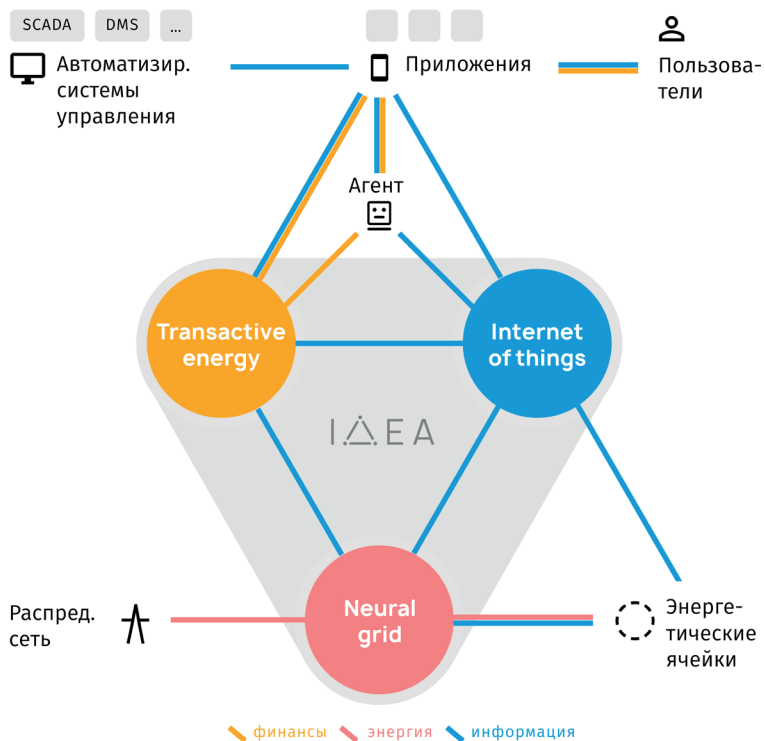 SCADA
DMS
...
Автоматизир.
системы
управления
Приложения
Пользова-
тели
Агент
Transactive
energy
Internet
of things
IDEA
Neural
grid
Распред.
сеть
Энерге-
тические
ячейки
финансы
энергия
информация